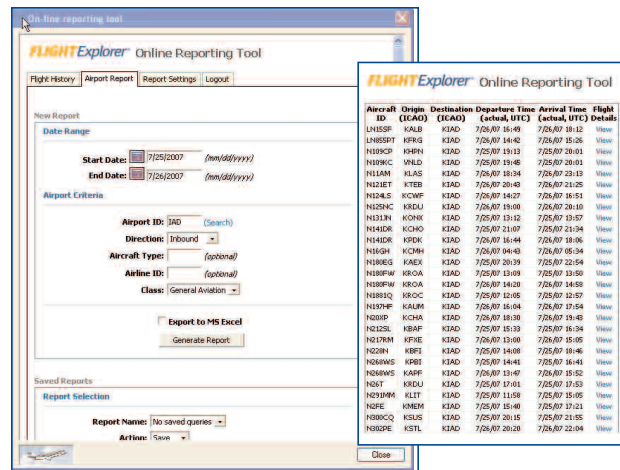 On-line reporting tool
FLIGHTExplorer Online Reporting Tool
Flight History Airport Report Report Settings Logout
New Report
Date Range
Start Date: 7/25/2007 (mm/dd/yyyy)
End Date: 7/26/2007 (mm/dd/yyyy)
Airport Criteria
Airport ID: IAD (Search)
Direction: Inbound
Aircraft Type: (optional)
Airline ID: (optional)
Class: General Aviation
Export to MS Excel
Generate Report
Saved Reports
Report Selection
Report Name: No saved queries
Action: Save
Close
FLIGHTExplorer Online Reporting Tool
Aircraft Origin Destination Departure Time Arrival Time Flight
ID (ICAO) (ICAO) (actual, UTC) (actual, UTC) Details
LN15SF KALB KIAD 7/26/07 16:49 7/26/07 18:12 View
LN855PT KFRG KIAD 7/26/07 14:42 7/26/07 15:26 View
N109CP KHPN KIAD 7/25/07 19:13 7/25/07 20:01 View
N109KC VNLD KIAD 7/25/07 19:45 7/25/07 20:01 View
N11AM KLAS KIAD 7/26/07 18:34 7/26/07 23:13 View
N121ET KTEB KIAD 7/26/07 20:43 7/26/07 21:25 View
N124LS KCWF KIAD 7/26/07 14:27 7/26/07 16:51 View
N125NC KRDU KIAD 7/26/07 19:00 7/26/07 20:10 View
N131JN KONX KIAD 7/25/07 13:12 7/25/07 13:57 View
N141DR KCHO KIAD 7/25/07 21:07 7/25/07 21:34 View
N141DR KPDK KIAD 7/26/07 16:44 7/26/07 18:06 View
N16GH KCMH KIAD 7/26/07 04:43 7/26/07 05:34 View
N180EG KAEX KIAD 7/25/07 20:39 7/25/07 22:54 View
N180FW KROA KIAD 7/25/07 13:09 7/25/07 13:50 View
N180FW KROA KIAD 7/26/07 14:20 7/26/07 14:58 View
N1881Q KROC KIAD 7/25/07 12:05 7/25/07 12:57 View
N197HF KAUM KIAD 7/26/07 16:04 7/26/07 17:54 View
N20XP KCHA KIAD 7/26/07 18:30 7/26/07 19:43 View
N212SL KBAF KIAD 7/25/07 15:33 7/25/07 16:34 View
N217RM KFXE KIAD 7/26/07 13:00 7/26/07 15:05 View
N228N KBFI KIAD 7/25/07 14:08 7/25/07 18:46 View
N268WS KPBI KIAD 7/25/07 14:41 7/25/07 16:41 View
N268WS KAPF KIAD 7/26/07 13:47 7/26/07 15:52 View
N26T KRDU KIAD 7/25/07 17:01 7/25/07 17:53 View
N291MM KLIT KIAD 7/25/07 11:58 7/25/07 15:05 View
N2FE KMEM KIAD 7/25/07 15:40 7/25/07 17:21 View
N300CQ KSUS KIAD 7/25/07 20:15 7/25/07 21:55 View
N302PE KSTL KIAD 7/26/07 20:20 7/26/07 22:04 View